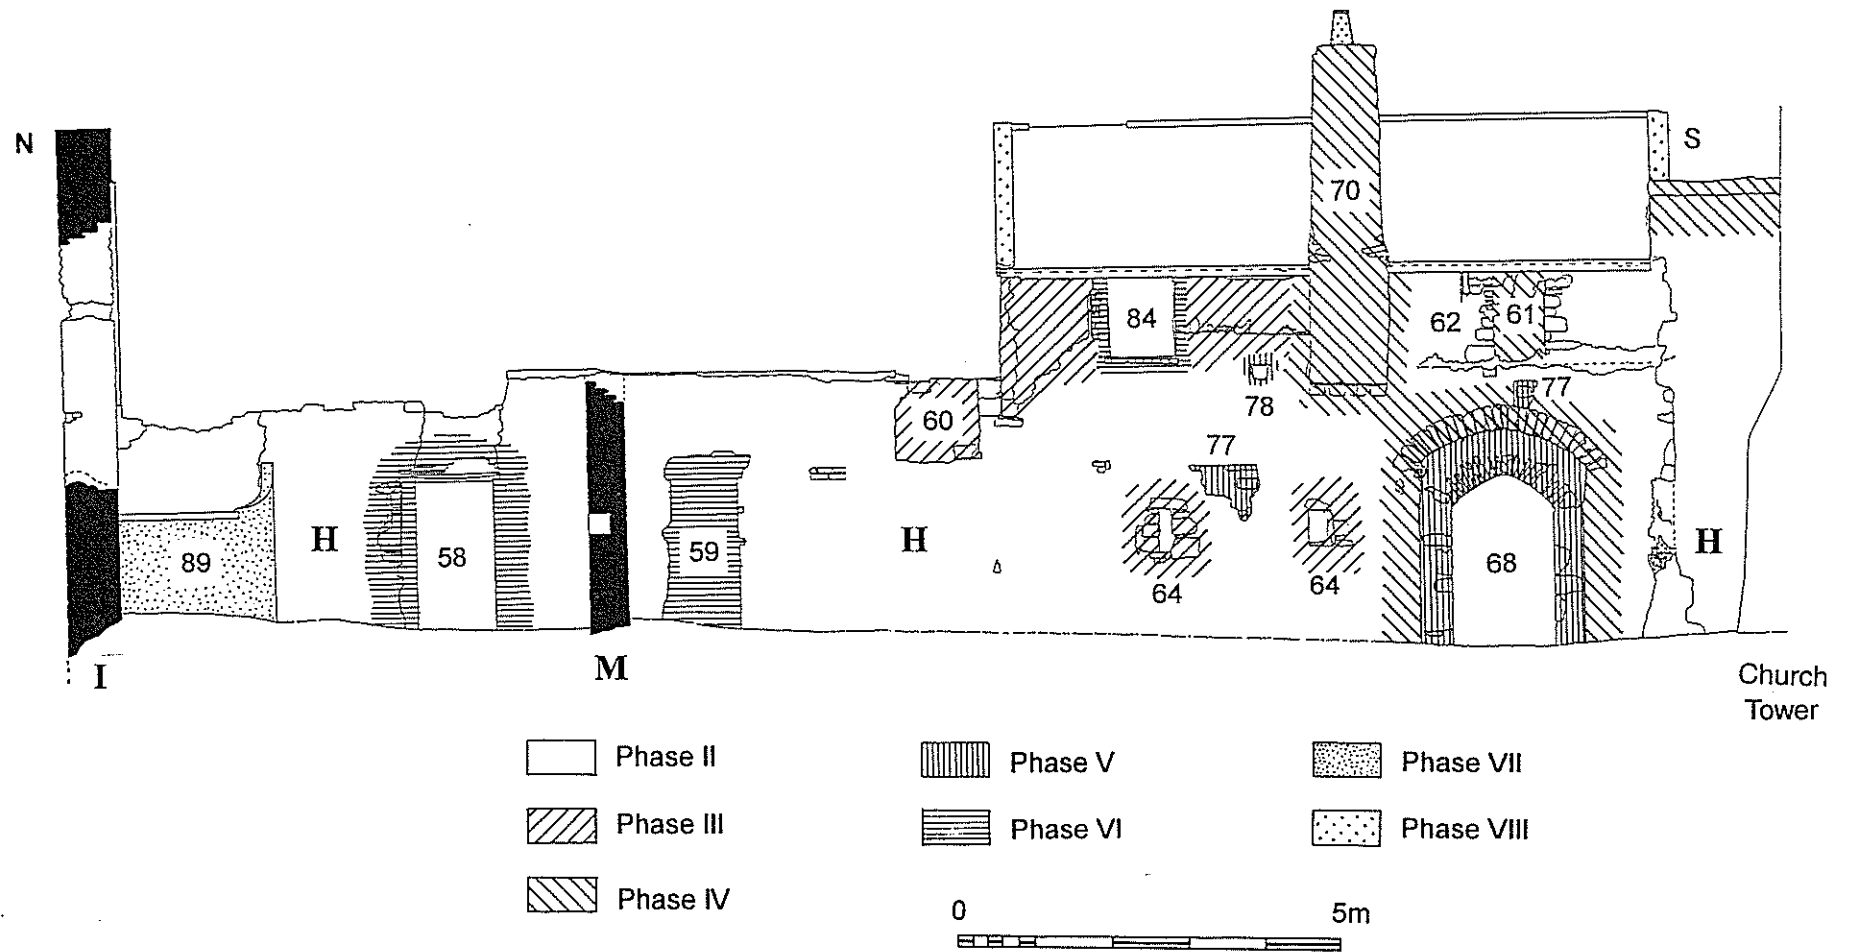 N
S
70
84
62
61
60
78
77
77
H
58
59
H
64
64
68
H
89
I
M
Church
Tower
Phase II
Phase V
Phase VII
Phase III
Phase VI
Phase VIII
Phase IV
0
5m